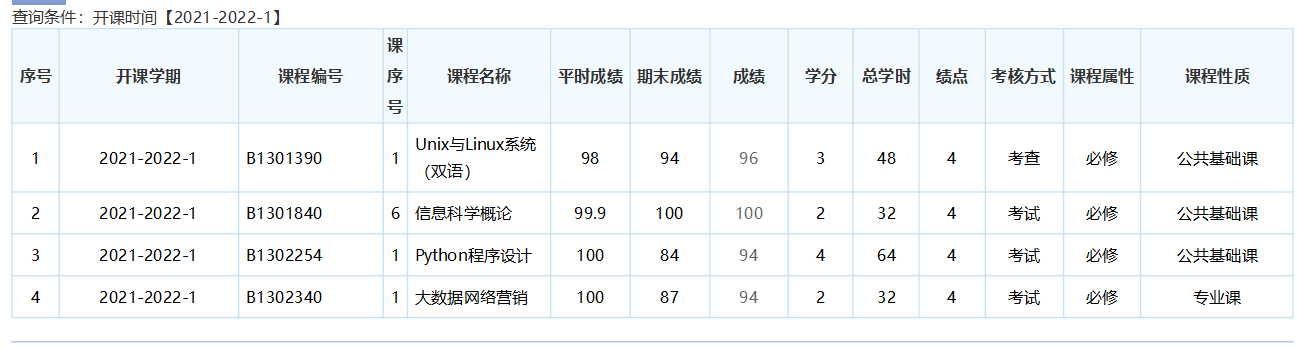 查询条件：开课时间【2021-2022-1】
序号 开课学期 课程编号 课序号 课程名称 平时成绩 期末成绩 成绩 学分 总学时 绩点 考核方式 课程属性 课程性质
1 2021-2022-1 B1301390 1 Unix与Linux系统（双语） 98 94 96 3 48 4 考查 必修 公共基础课
2 2021-2022-1 B1301840 6 信息科学概论 99.9 100 100 2 32 4 考试 必修 公共基础课
3 2021-2022-1 B1302254 1 Python程序设计 100 84 94 4 64 4 考试 必修 公共基础课
4 2021-2022-1 B1302340 1 大数据网络营销 100 87 94 2 32 4 考试 必修 专业课